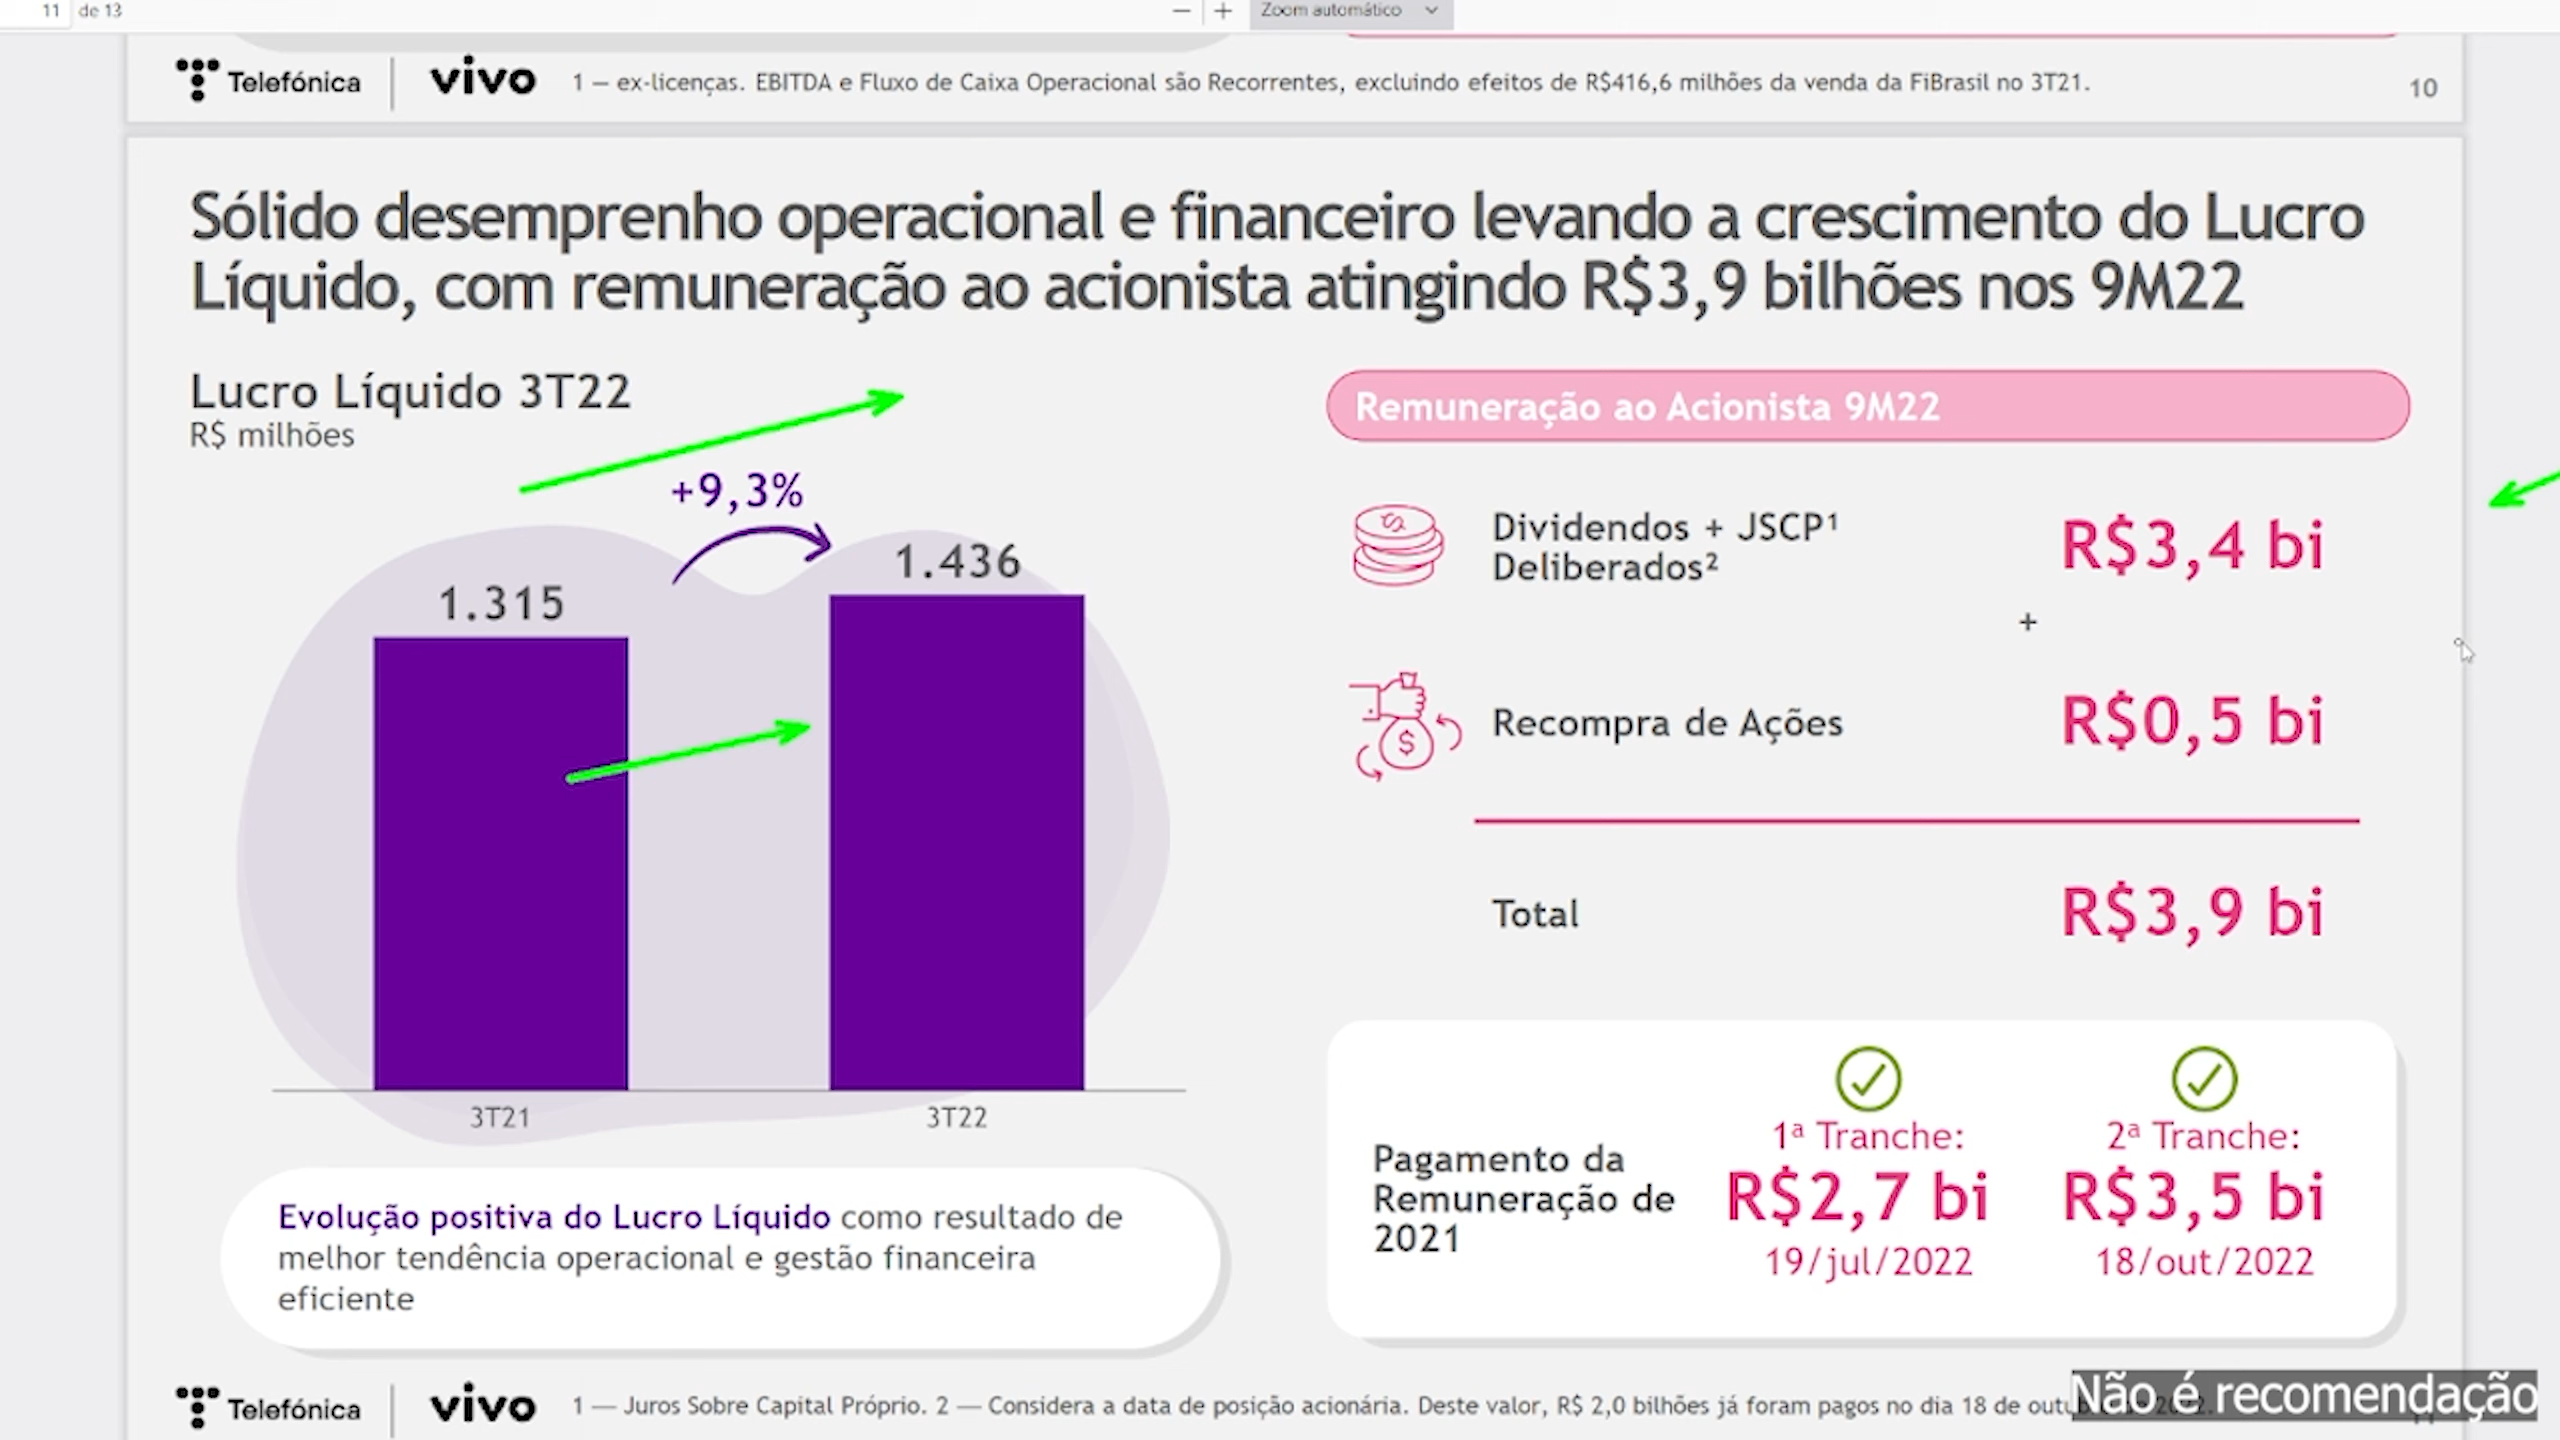 11 de 13
Zoom automático
Telefónica
vivo
1 — ex-licenças. EBITDA e Fluxo de Caixa Operacional são Recorrentes, excluindo efeitos de R$416,6 milhões da venda da FiBrasil no 3T21.
10
Sólido desemprenho operacional e financeiro levando a crescimento do Lucro
Líquido, com remuneração ao acionista atingindo R$3,9 bilhões nos 9M22
Lucro Líquido 3T22
R$ milhões
+9,3%
1.315
1.436
3T21
3T22
Evolução positiva do Lucro Líquido como resultado de
melhor tendência operacional e gestão financeira
eficiente
Remuneração ao Acionista 9M22
Dividendos + JSCP¹
Deliberados²
R$3,4 bi
+
Recompra de Ações
R$0,5 bi
Total
R$3,9 bi
Pagamento da
Remuneração de
2021
1ª Tranche:
R$2,7 bi
19/jul/2022
2ª Tranche:
R$3,5 bi
18/out/2022
Telefónica
vivo
1 — Juros Sobre Capital Próprio. 2 — Considera a data de posição acionária. Deste valor, R$ 2,0 bilhões já foram pagos no dia 18 de
Não é recomendação